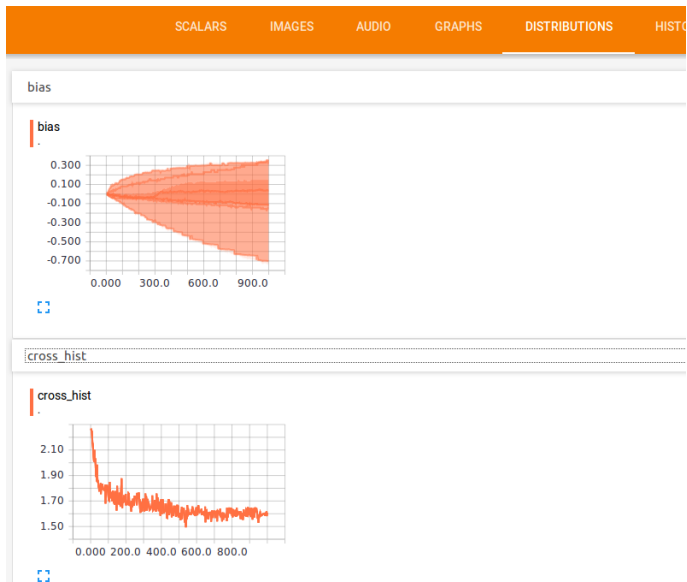 SCALARS IMAGES AUDIO GRAPHS DISTRIBUTIONS HISTO
bias
bias
.
0.300
0.100
-0.100
-0.300
-0.500
-0.700
0.000 300.0 600.0 900.0
cross_hist
cross_hist
.
2.10
1.90
1.70
1.50
0.000 200.0 400.0 600.0 800.0